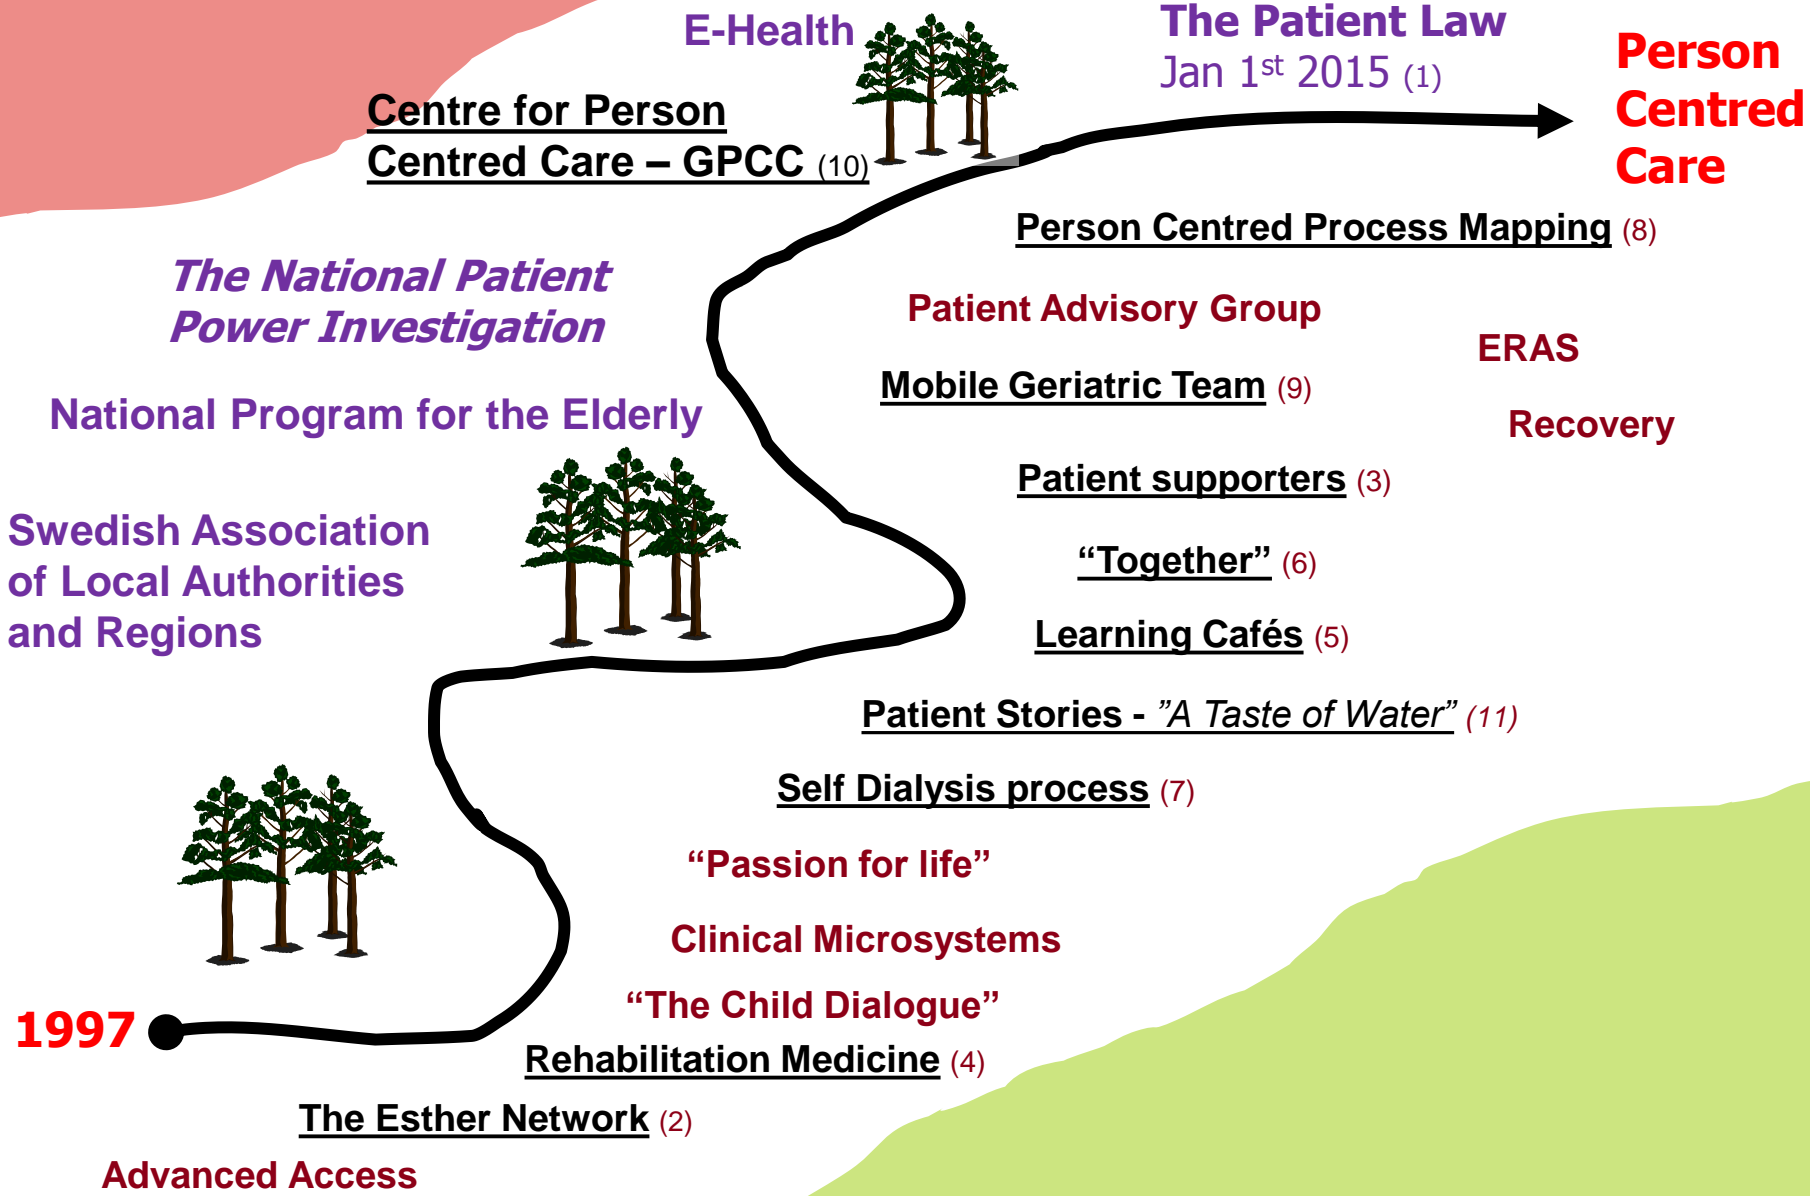 E-Health
The Patient Law
Jan 1st 2015 (1)
Person
Centred
Care
Centre for Person
Centred Care – GPCC (10)
Person Centred Process Mapping (8)
The National Patient
Power Investigation
Patient Advisory Group
ERAS
Mobile Geriatric Team (9)
National Program for the Elderly
Recovery
Patient supporters (3)
Swedish Association
of Local Authorities
and Regions
“Together” (6)
Learning Cafés (5)
Patient Stories - ”A Taste of Water” (11)
Self Dialysis process (7)
“Passion for life”
Clinical Microsystems
“The Child Dialogue”
1997
Rehabilitation Medicine (4)
The Esther Network (2)
Advanced Access